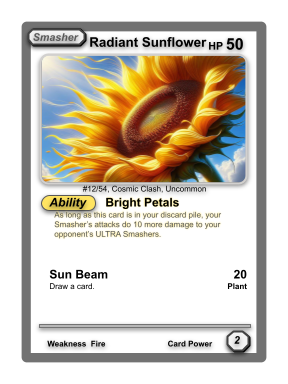 Smasher Radiant Sunflower HP 50
#12/54, Cosmic Clash, Uncommon
Ability Bright Petals
As long as this card is in your discard pile, your
Smasher's attacks do 10 more damage to your
opponent's ULTRA Smashers.
Sun Beam 20
Draw a card. Plant
Weakness Fire Card Power 2